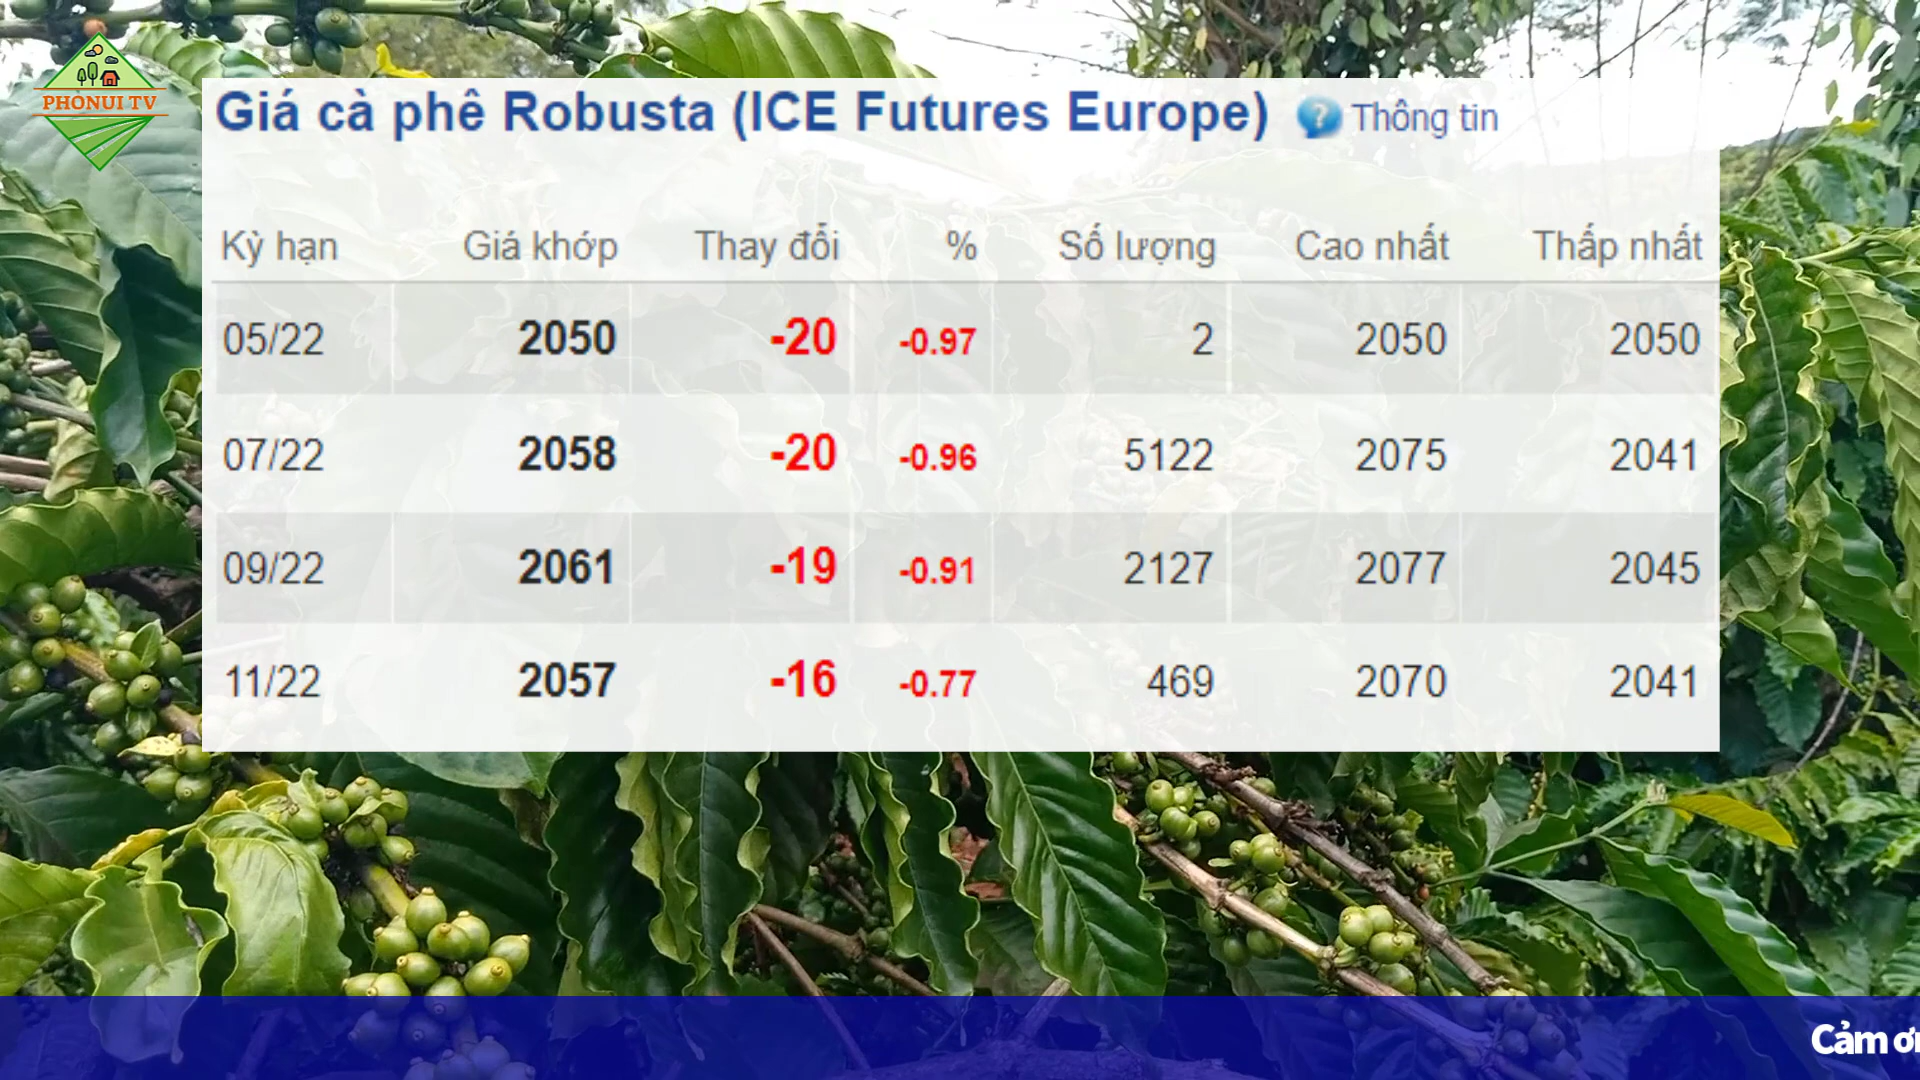 PHONUI TV
Giá cà phê Robusta (ICE Futures Europe) ? Thông tin
Kỳ hạn Giá khớp Thay đổi % Số lượng Cao nhất Thấp nhất
05/22 2050 -20 -0.97 2 2050 2050
07/22 2058 -20 -0.96 5122 2075 2041
09/22 2061 -19 -0.91 2127 2077 2045
11/22 2057 -16 -0.77 469 2070 2041
Cảm ơn